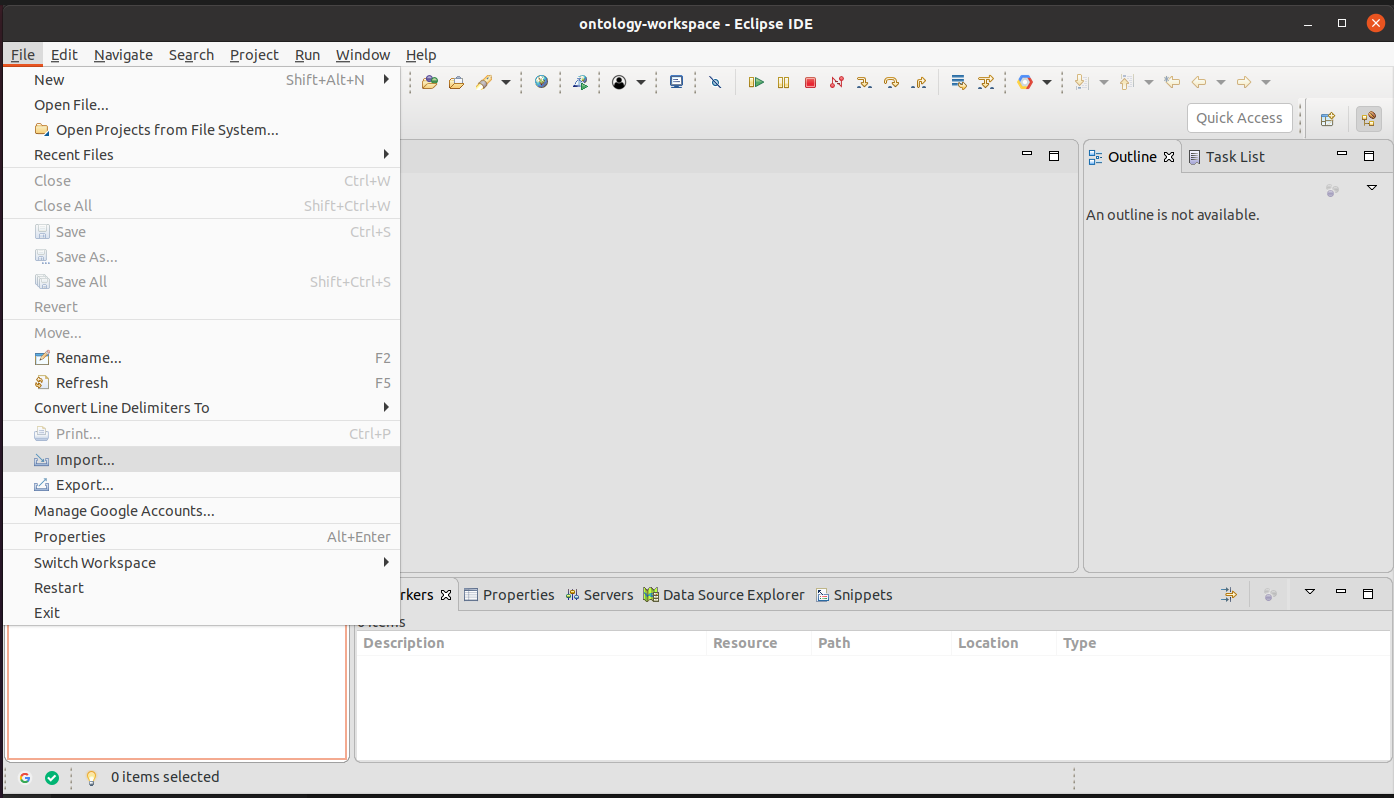 ontology-workspace - Eclipse IDE
File Edit Navigate Search Project Run Window Help
New Shift+Alt+N
Open File...
Open Projects from File System...
Recent Files
Close Ctrl+W
Close All Shift+Ctrl+W
Save Ctrl+S
Save As...
Save All Shift+Ctrl+S
Revert
Move...
Rename... F2
Refresh F5
Convert Line Delimiters To
Print... Ctrl+P
Import...
Export...
Manage Google Accounts...
Properties Alt+Enter
Switch Workspace
Restart
Exit
Quick Access
Outline Task List
An outline is not available.
rkers Properties Servers Data Source Explorer Snippets
0 items
Description Resource Path Location Type
0 items selected